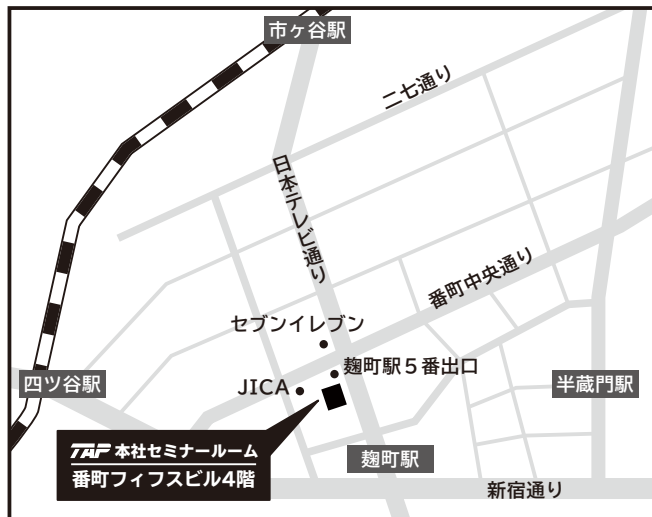 市ヶ谷駅
二七通り
日本テレビ通り
番町中央通り
セブンイレブン
麹町駅5番出口
四ツ谷駅
JICA
半蔵門駅
TAP 本社セミナールーム
番町フィフスビル4階
麹町駅
新宿通り